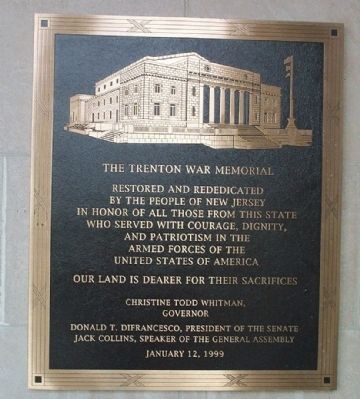 THE TRENTON WAR MEMORIAL
RESTORED AND REDEDICATED
BY THE PEOPLE OF NEW JERSEY
IN HONOR OF ALL THOSE FROM THIS STATE
WHO SERVED WITH COURAGE, DIGNITY,
AND PATRIOTISM IN THE
ARMED FORCES OF THE
UNITED STATES OF AMERICA
OUR LAND IS DEARER FOR THEIR SACRIFICES
CHRISTINE TODD WHITMAN,
GOVERNOR
DONALD T. DIFRANCESCO, PRESIDENT OF THE SENATE
JACK COLLINS, SPEAKER OF THE GENERAL ASSEMBLY
JANUARY 12, 1999